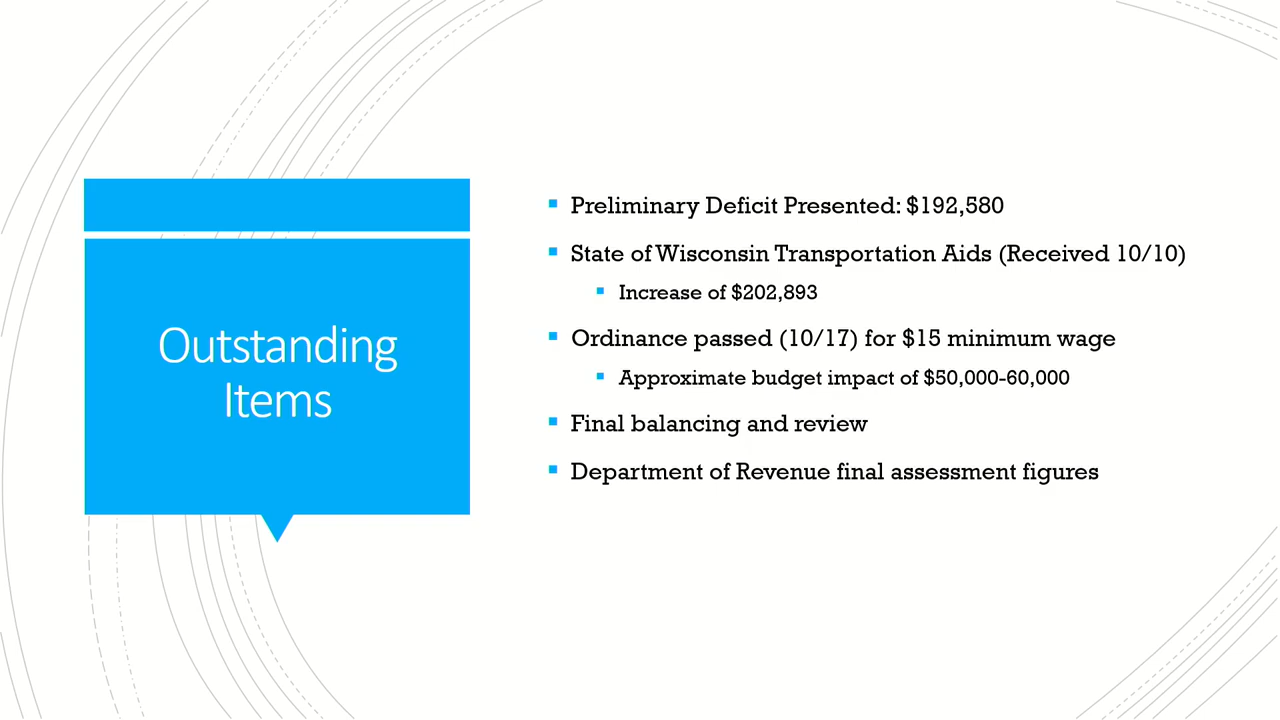 Outstanding
Items
Preliminary Deficit Presented: $192,580
State of Wisconsin Transportation Aids (Received 10/10)
Increase of $202,893
Ordinance passed (10/17) for $15 minimum wage
Approximate budget impact of $50,000-60,000
Final balancing and review
Department of Revenue final assessment figures